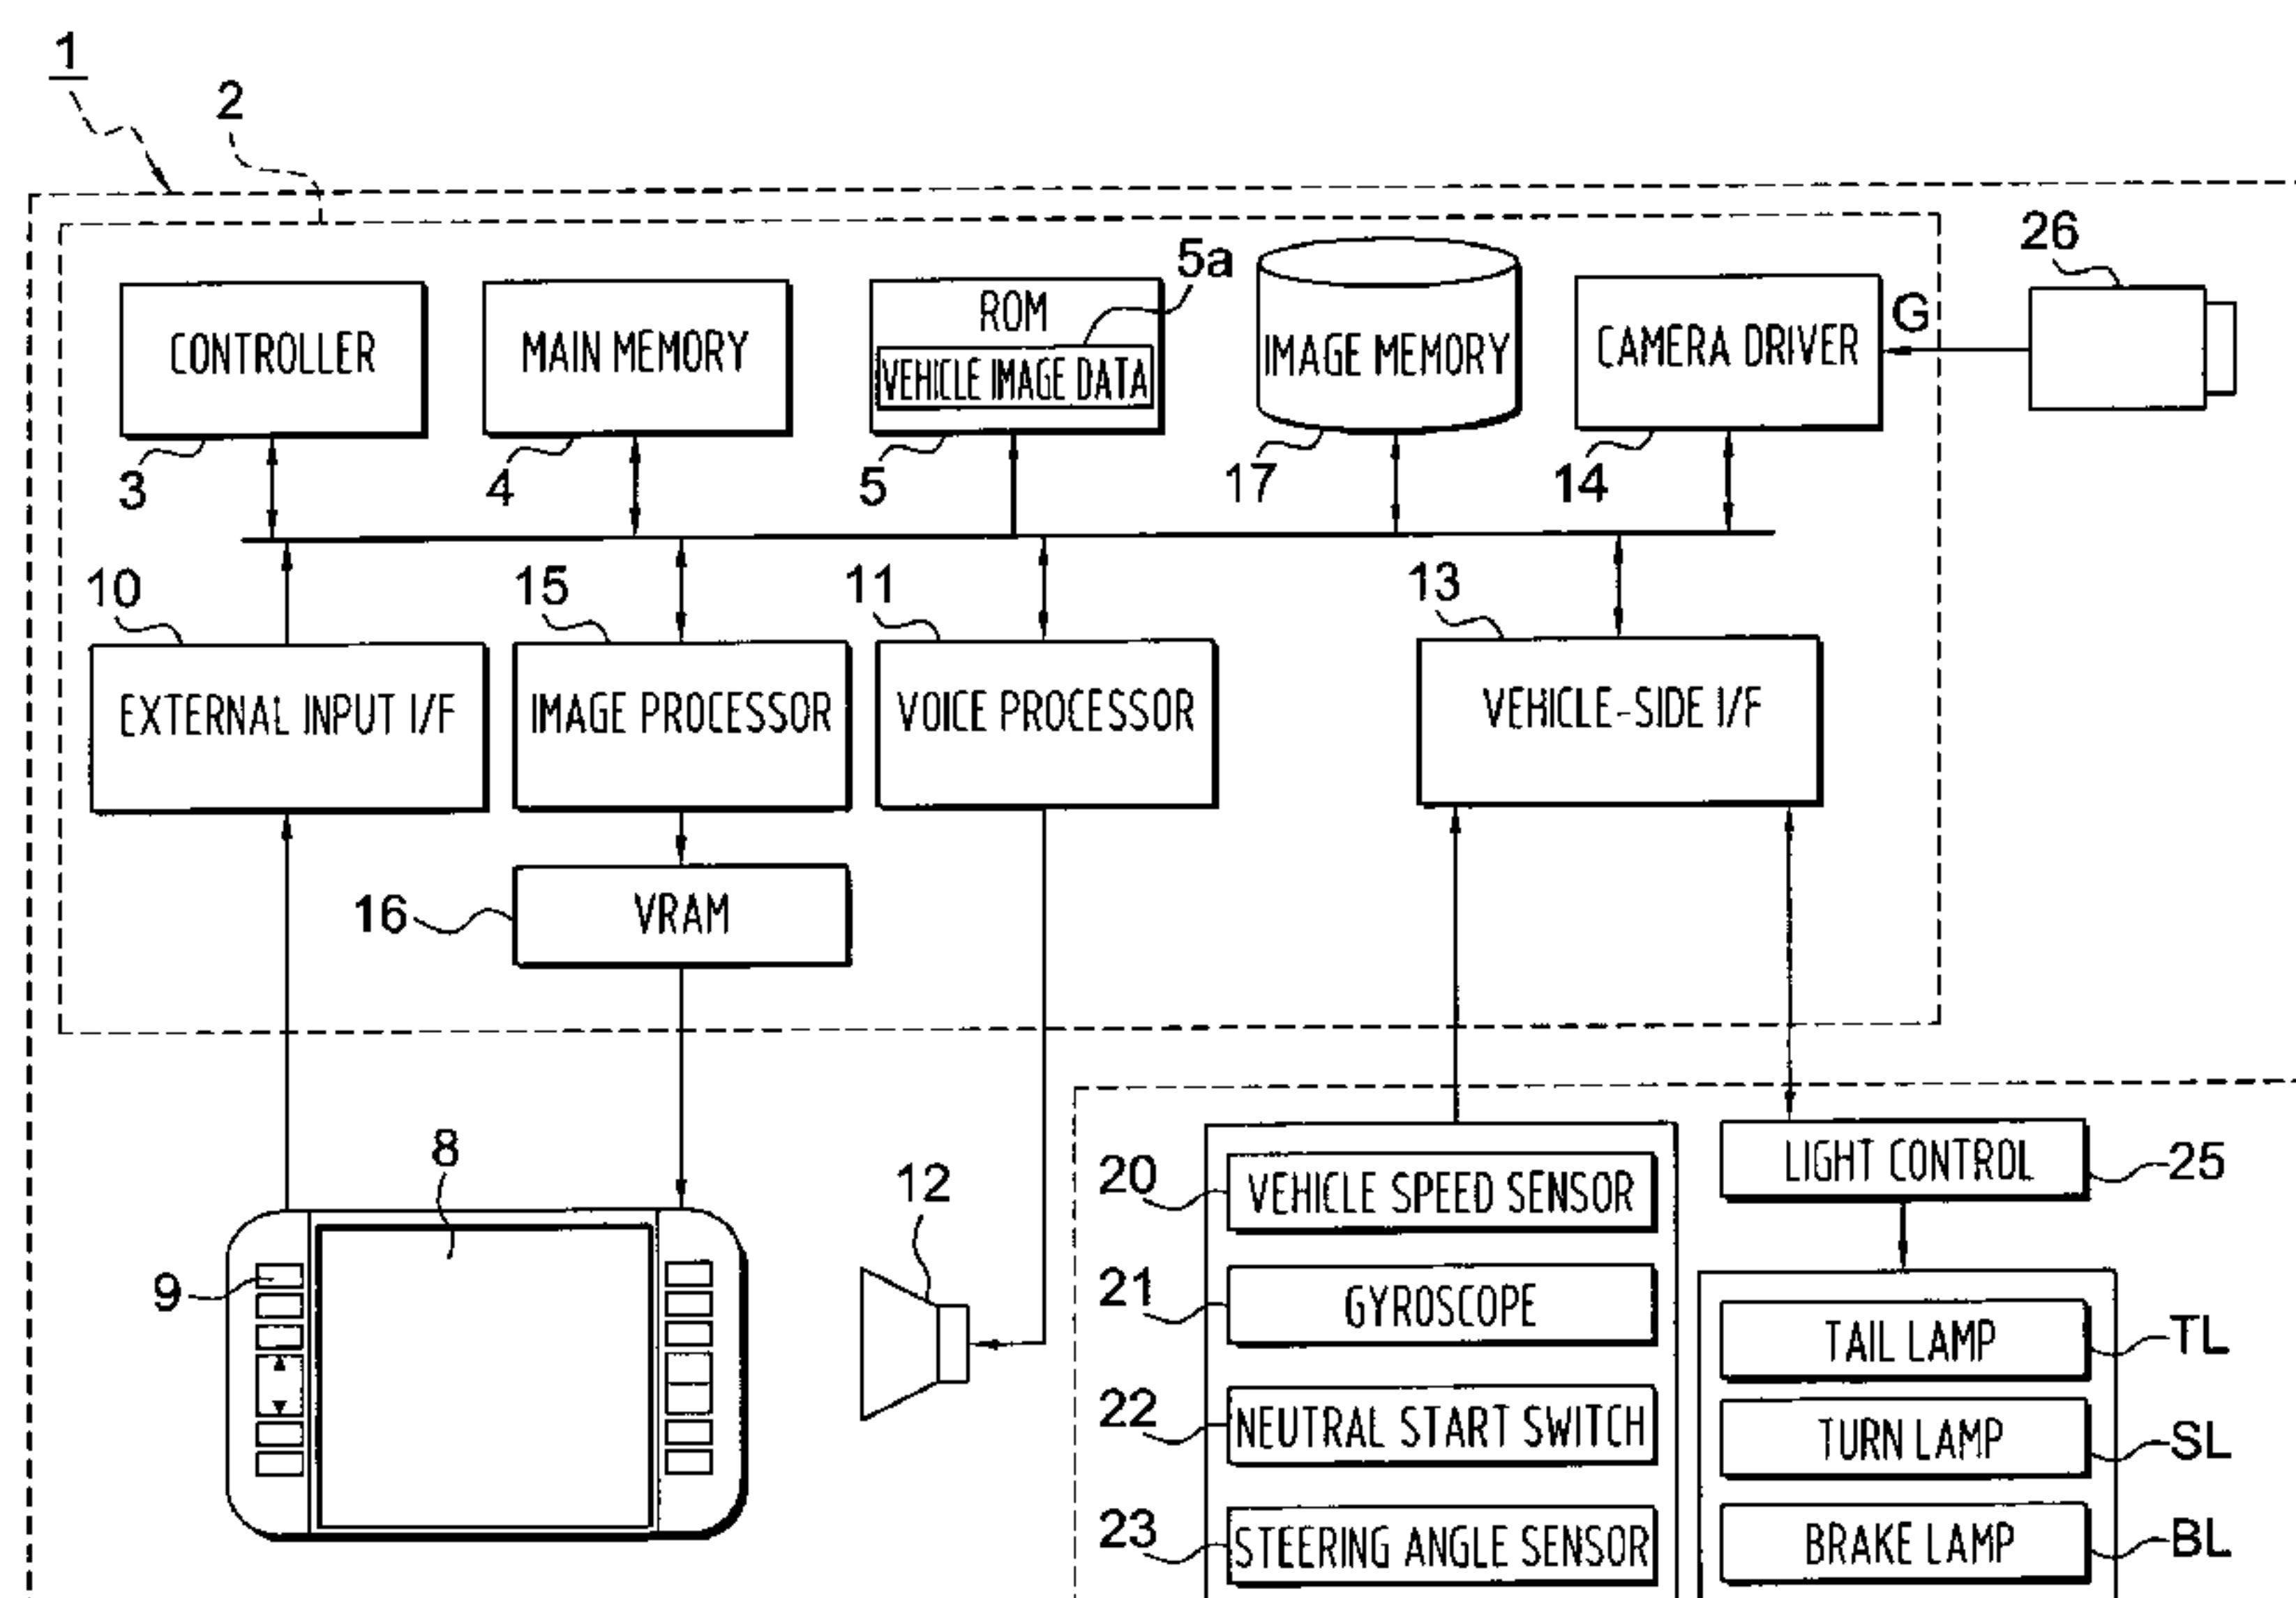 1
2
26
5a
G
CONTROLLER
MAIN MEMORY
ROM
VEHICLE IMAGE DATA
IMAGE MEMORY
CAMERA DRIVER
3
4
5
17
14
10
15
11
13
EXTERNAL INPUT I/F
IMAGE PROCESSOR
VOICE PROCESSOR
VEHICLE-SIDE I/F
16
VRAM
8
9
12
20
VEHICLE SPEED SENSOR
LIGHT CONTROL
25
21
GYROSCOPE
TAIL LAMP
TL
22
NEUTRAL START SWITCH
TURN LAMP
SL
23
STEERING ANGLE SENSOR
BRAKE LAMP
BL